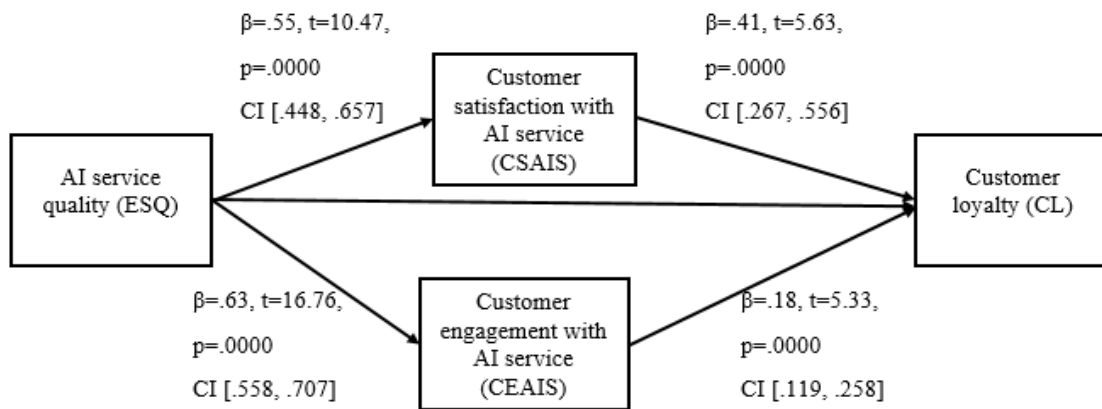 β=.55, t=10.47,
p=.0000
CI [.448, .657]
β=.41, t=5.63,
p=.0000
CI [.267, .556]
Customer
satisfaction with
AI service
(CSAIS)
AI service
quality (ESQ)
Customer
loyalty (CL)
β=.63, t=16.76,
p=.0000
CI [.558, .707]
Customer
engagement with
AI service
(CEAIS)
β=.18, t=5.33,
p=.0000
CI [.119, .258]